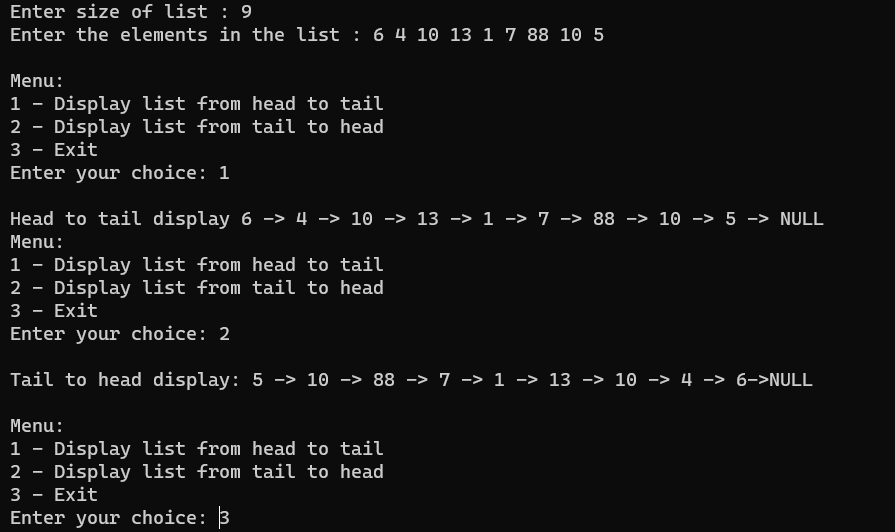 Enter size of list : 9
Enter the elements in the list : 6 4 10 13 1 7 88 10 5
Menu:
1 - Display list from head to tail
2 - Display list from tail to head
3 - Exit
Enter your choice: 1
Head to tail display 6 -> 4 -> 10 -> 13 -> 1 -> 7 -> 88 -> 10 -> 5 -> NULL
Menu:
1 - Display list from head to tail
2 - Display list from tail to head
3 - Exit
Enter your choice: 2
Tail to head display: 5 -> 10 -> 88 -> 7 -> 1 -> 13 -> 10 -> 4 -> 6->NULL
Menu:
1 - Display list from head to tail
2 - Display list from tail to head
3 - Exit
Enter your choice: 3